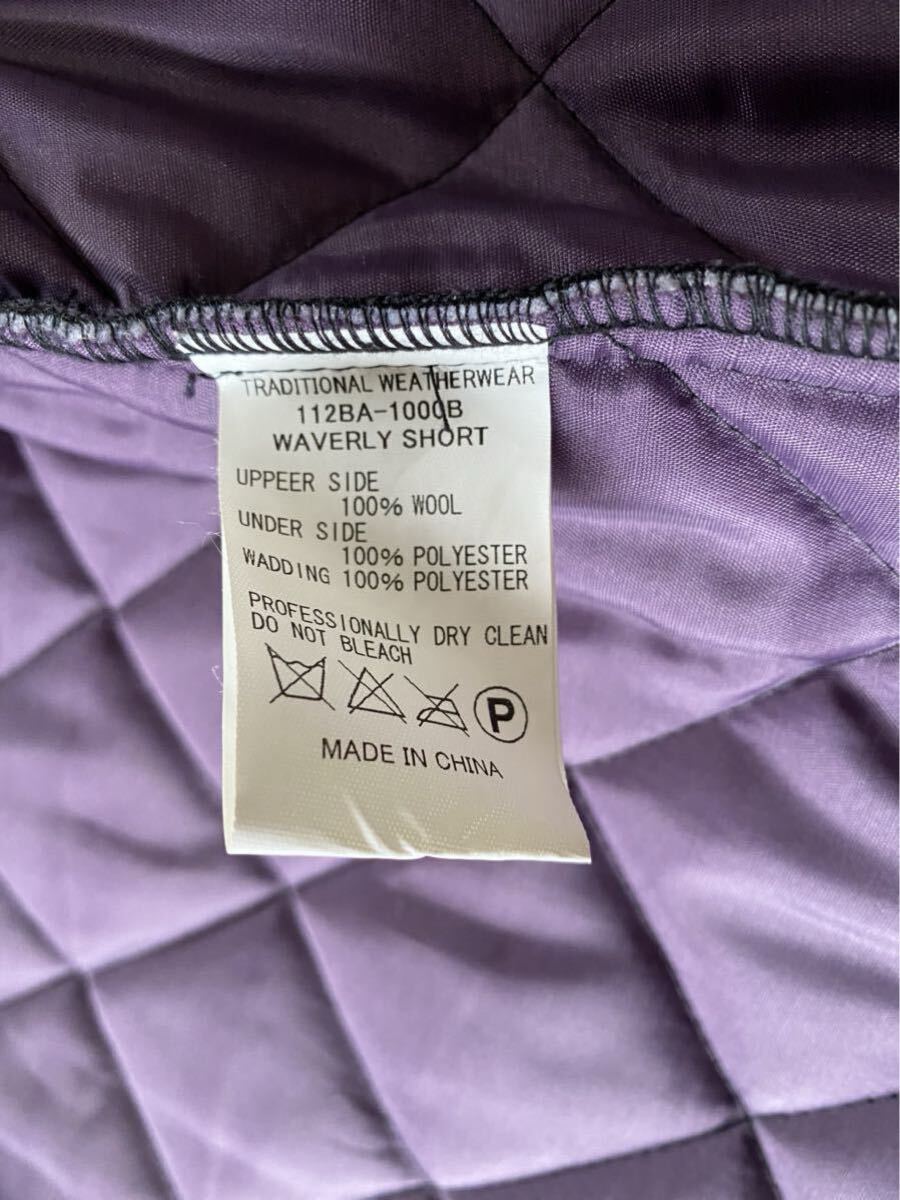 TRADITIONAL WEATHERWEAR
112BA-1000B
WAVERLY SHORT
UPPEER SIDE
100% WOOL
UNDER SIDE
100% POLYESTER
WADDING 100% POLYESTER
PROFESSIONALLY DRY CLEAN
DO NOT BLEACH
P
MADE IN CHINA